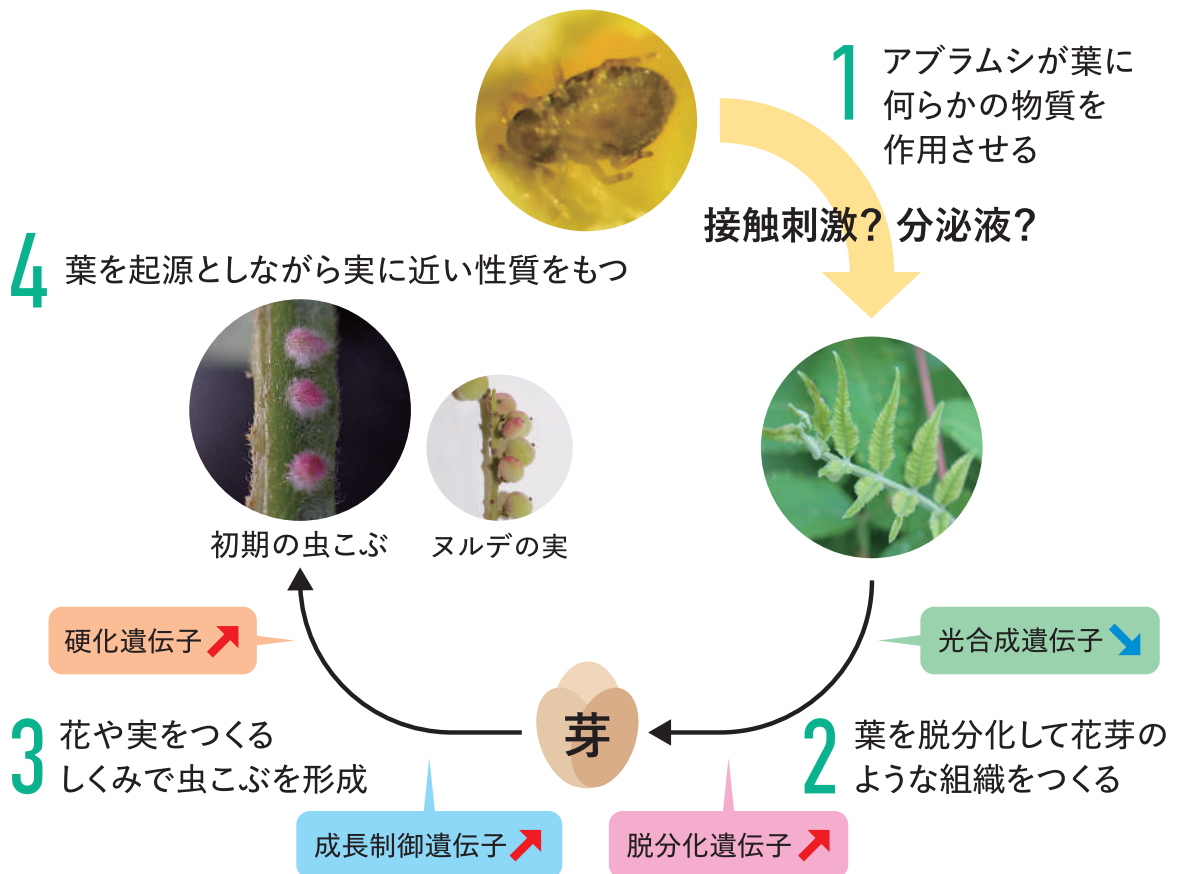 1
アブラムシが葉に
何らかの物質を
作用させる
接触刺激? 分泌液?
4 葉を起源としながら実に近い性質をもつ
初期の虫こぶ
ヌルデの実
硬化遺伝子
光合成遺伝子
芽
3
花や実をつくる
しくみで虫こぶを形成
2
葉を脱分化して花芽の
ような組織をつくる
成長制御遺伝子
脱分化遺伝子